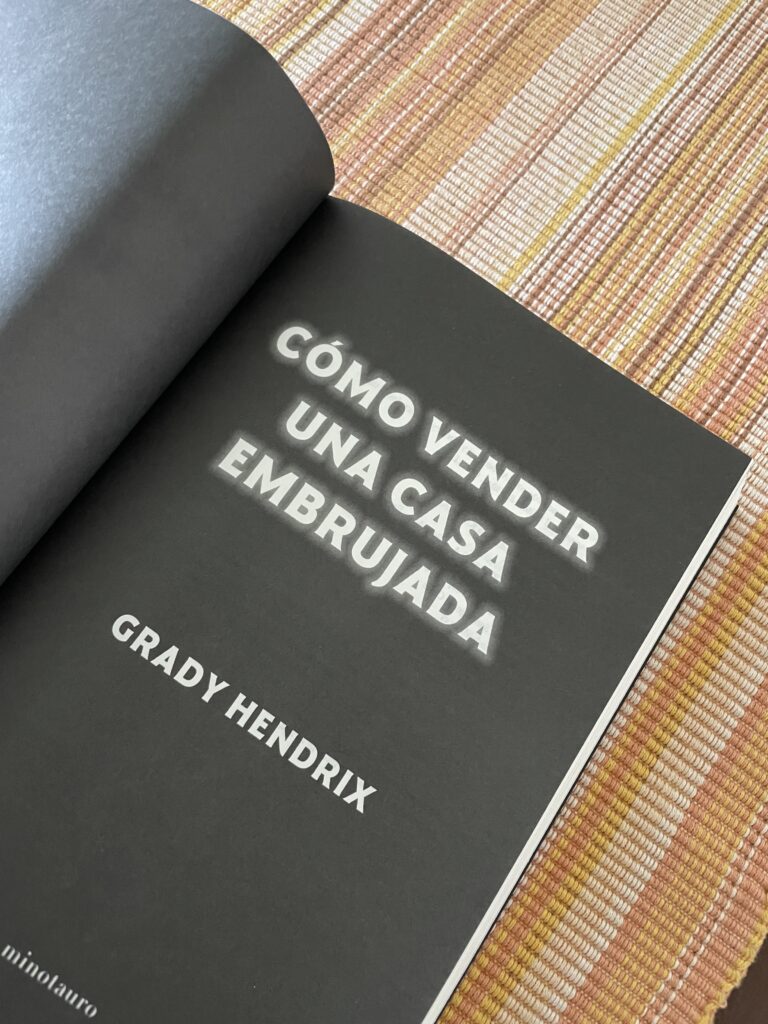 CÓMO VENDER
UNA CASA
EMBRUJADA
GRADY HENDRIX
minotauro